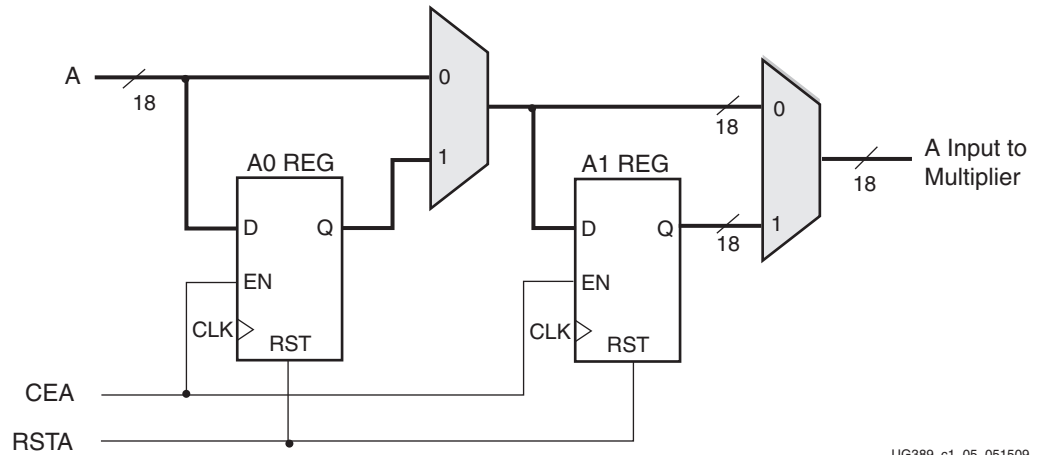 A
18
0
1
A0 REG
D
Q
EN
CLK
RST
18
0
A1 REG
D
Q
18
1
EN
CLK
RST
18
A Input to
Multiplier
CEA
RSTA
UG389_c1_05_051509